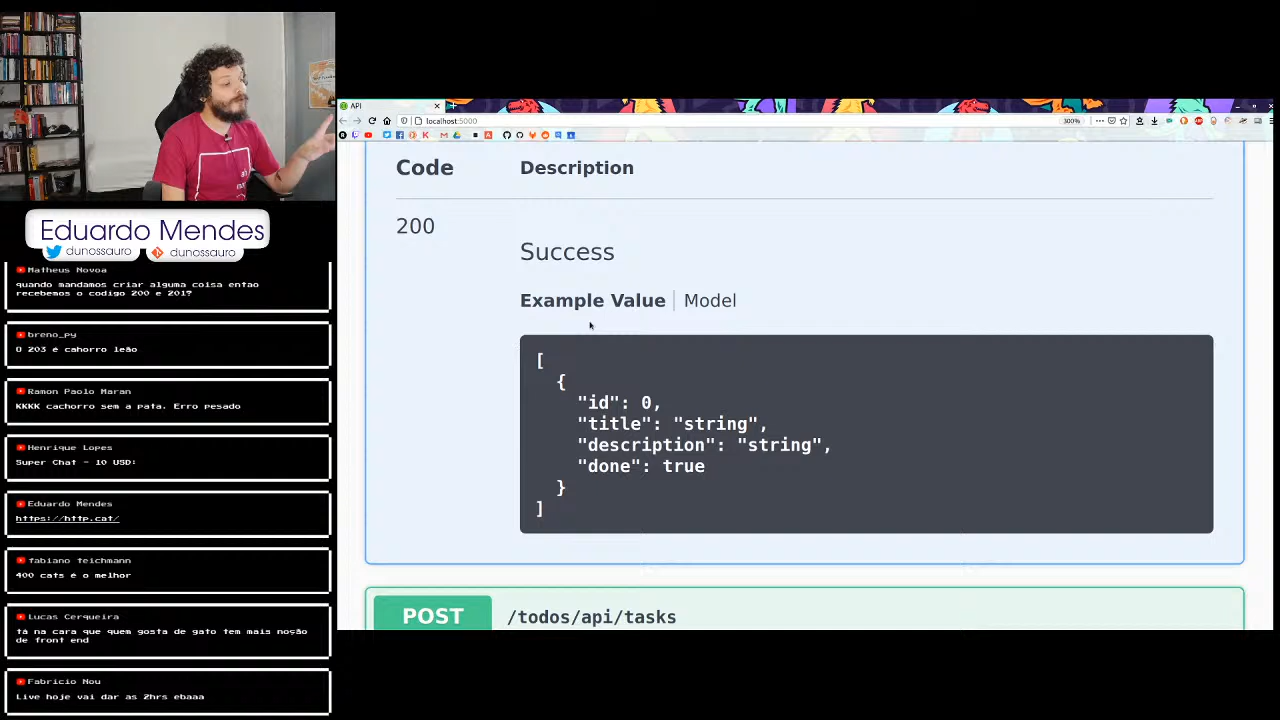 API
localhost:5000
300%
Code
Description
200
Success
Example Value
Model
[
{
"id": 0,
"title": "string",
"description": "string",
"done": true
}
]
POST
/todos/api/tasks
Eduardo Mendes
dunossauro
dunossauro
Matheus Novoa
quando mandamos criar alguma coisa entao
recebemos o codigo 200 e 201?
breno_py
O 203 é cahorro leão
Ramon Paolo Maran
KKKK cachorro sem a pata. Erro pesado
Henrique Lopes
Super Chat - 10 USD:
Eduardo Mendes
https://http.cat/
fabiano teichmann
400 cats é o melhor
Lucas Cerqueira
tá na cara que quem gosta de gato tem mais noção
de front end
Fabricio Nou
Live hoje vai dar as 2hrs ebaaa